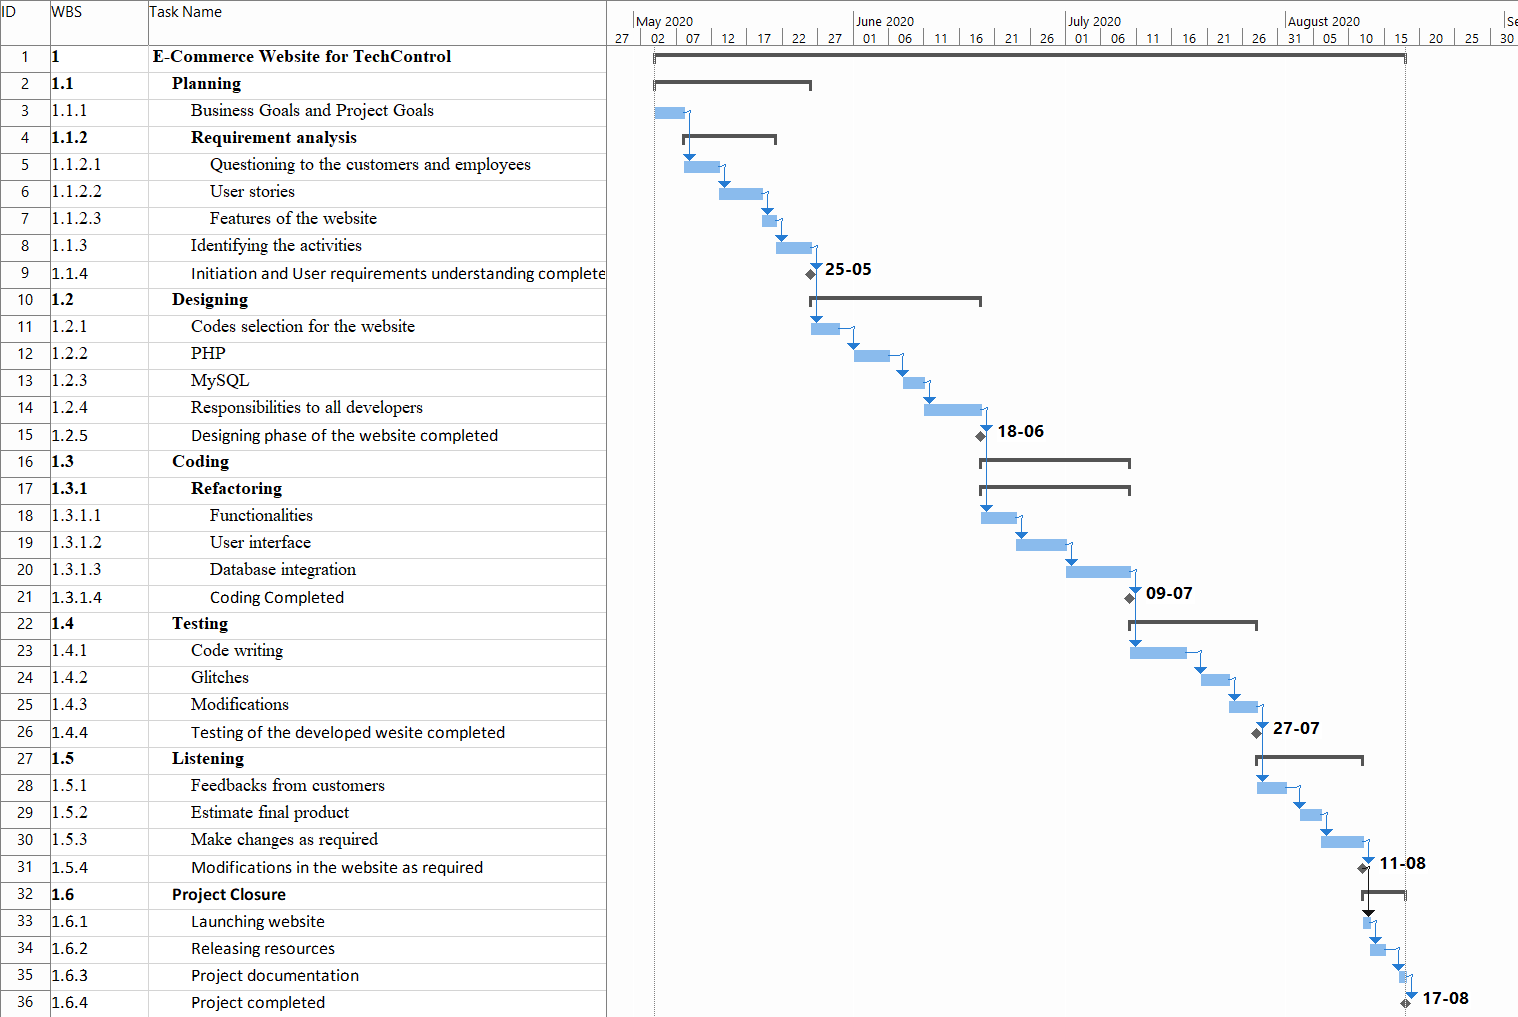 ID WBS Task Name
May 2020 June 2020 July 2020 August 2020 Se
27 02 07 12 17 22 27 01 06 11 16 21 26 01 06 11 16 21 26 31 05 10 15 20 25 30
1 1 E-Commerce Website for TechControl
2 1.1 Planning
3 1.1.1 Business Goals and Project Goals
4 1.1.2 Requirement analysis
5 1.1.2.1 Questioning to the customers and employees
6 1.1.2.2 User stories
7 1.1.2.3 Features of the website
8 1.1.3 Identifying the activities
9 1.1.4 Initiation and User requirements understanding complete 25-05
10 1.2 Designing
11 1.2.1 Codes selection for the website
12 1.2.2 PHP
13 1.2.3 MySQL
14 1.2.4 Responsibilities to all developers
15 1.2.5 Designing phase of the website completed 18-06
16 1.3 Coding
17 1.3.1 Refactoring
18 1.3.1.1 Functionalities
19 1.3.1.2 User interface
20 1.3.1.3 Database integration
21 1.3.1.4 Coding Completed 09-07
22 1.4 Testing
23 1.4.1 Code writing
24 1.4.2 Glitches
25 1.4.3 Modifications
26 1.4.4 Testing of the developed wesite completed 27-07
27 1.5 Listening
28 1.5.1 Feedbacks from customers
29 1.5.2 Estimate final product
30 1.5.3 Make changes as required
31 1.5.4 Modifications in the website as required 11-08
32 1.6 Project Closure
33 1.6.1 Launching website
34 1.6.2 Releasing resources
35 1.6.3 Project documentation
36 1.6.4 Project completed 17-08